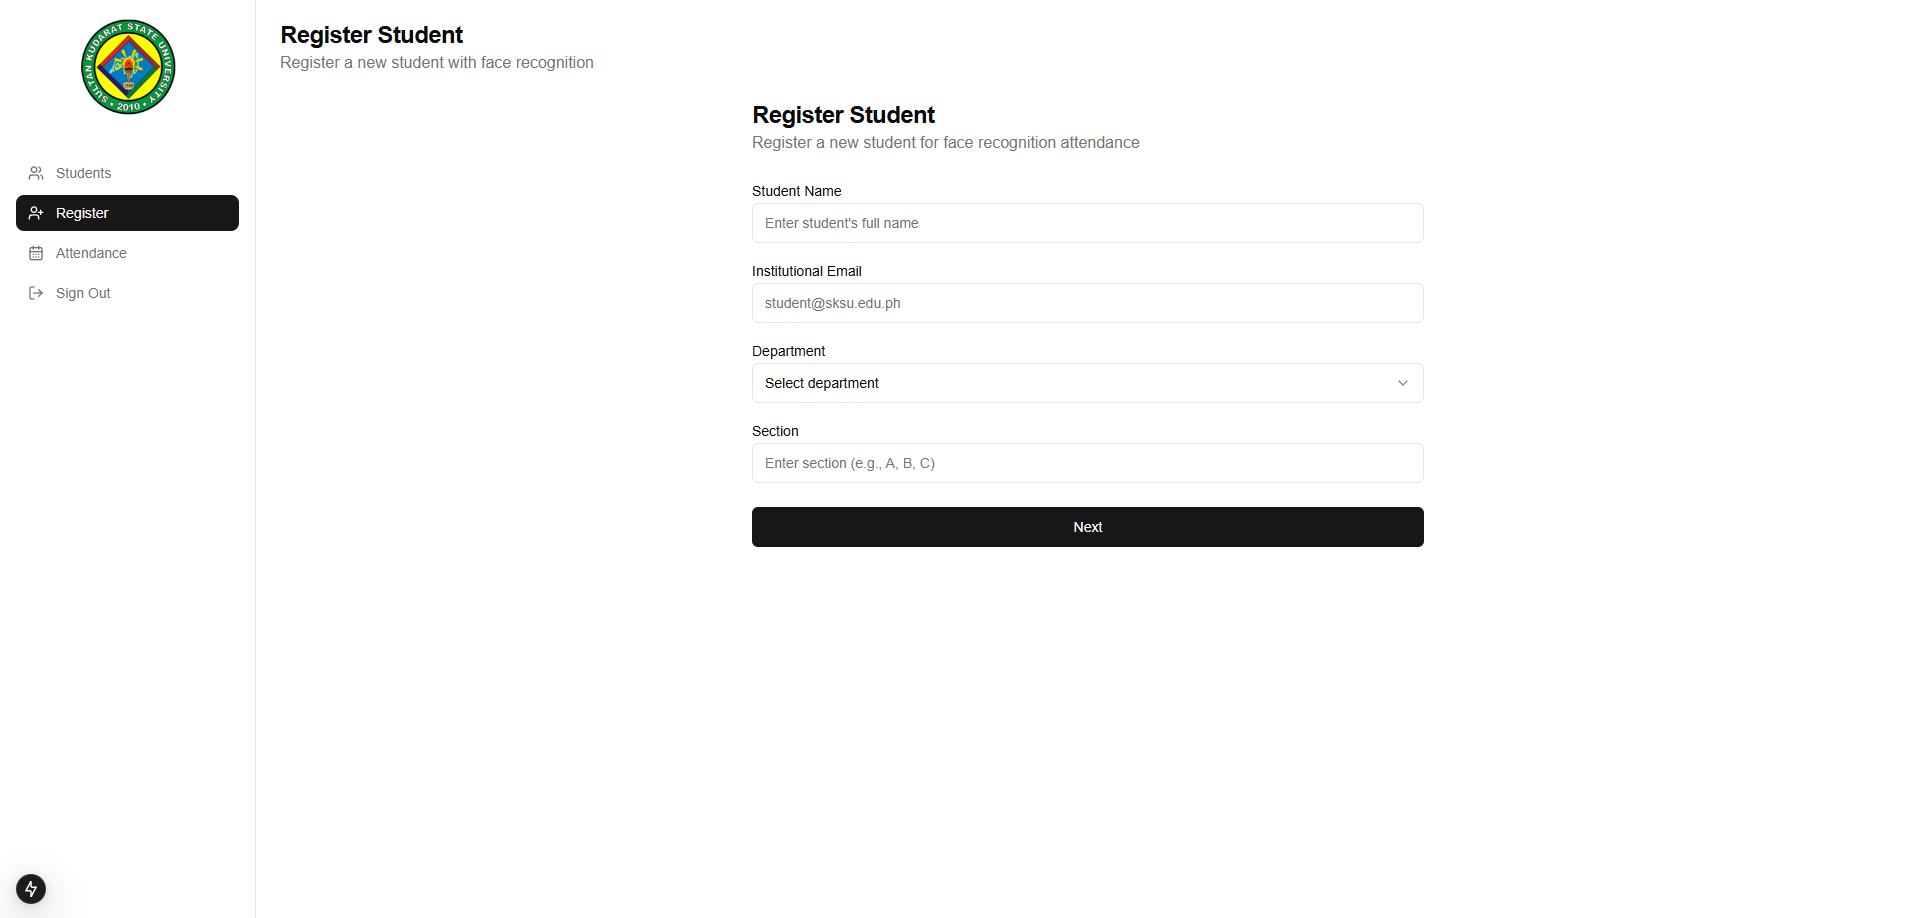 SULTAN KUDARAT STATE UNIVERSITY
• 2010 •
Students
Register
Attendance
Sign Out
Register Student
Register a new student with face recognition
Register Student
Register a new student for face recognition attendance
Student Name
Enter student's full name
Institutional Email
student@sksu.edu.ph
Department
Select department
Section
Enter section (e.g., A, B, C)
Next